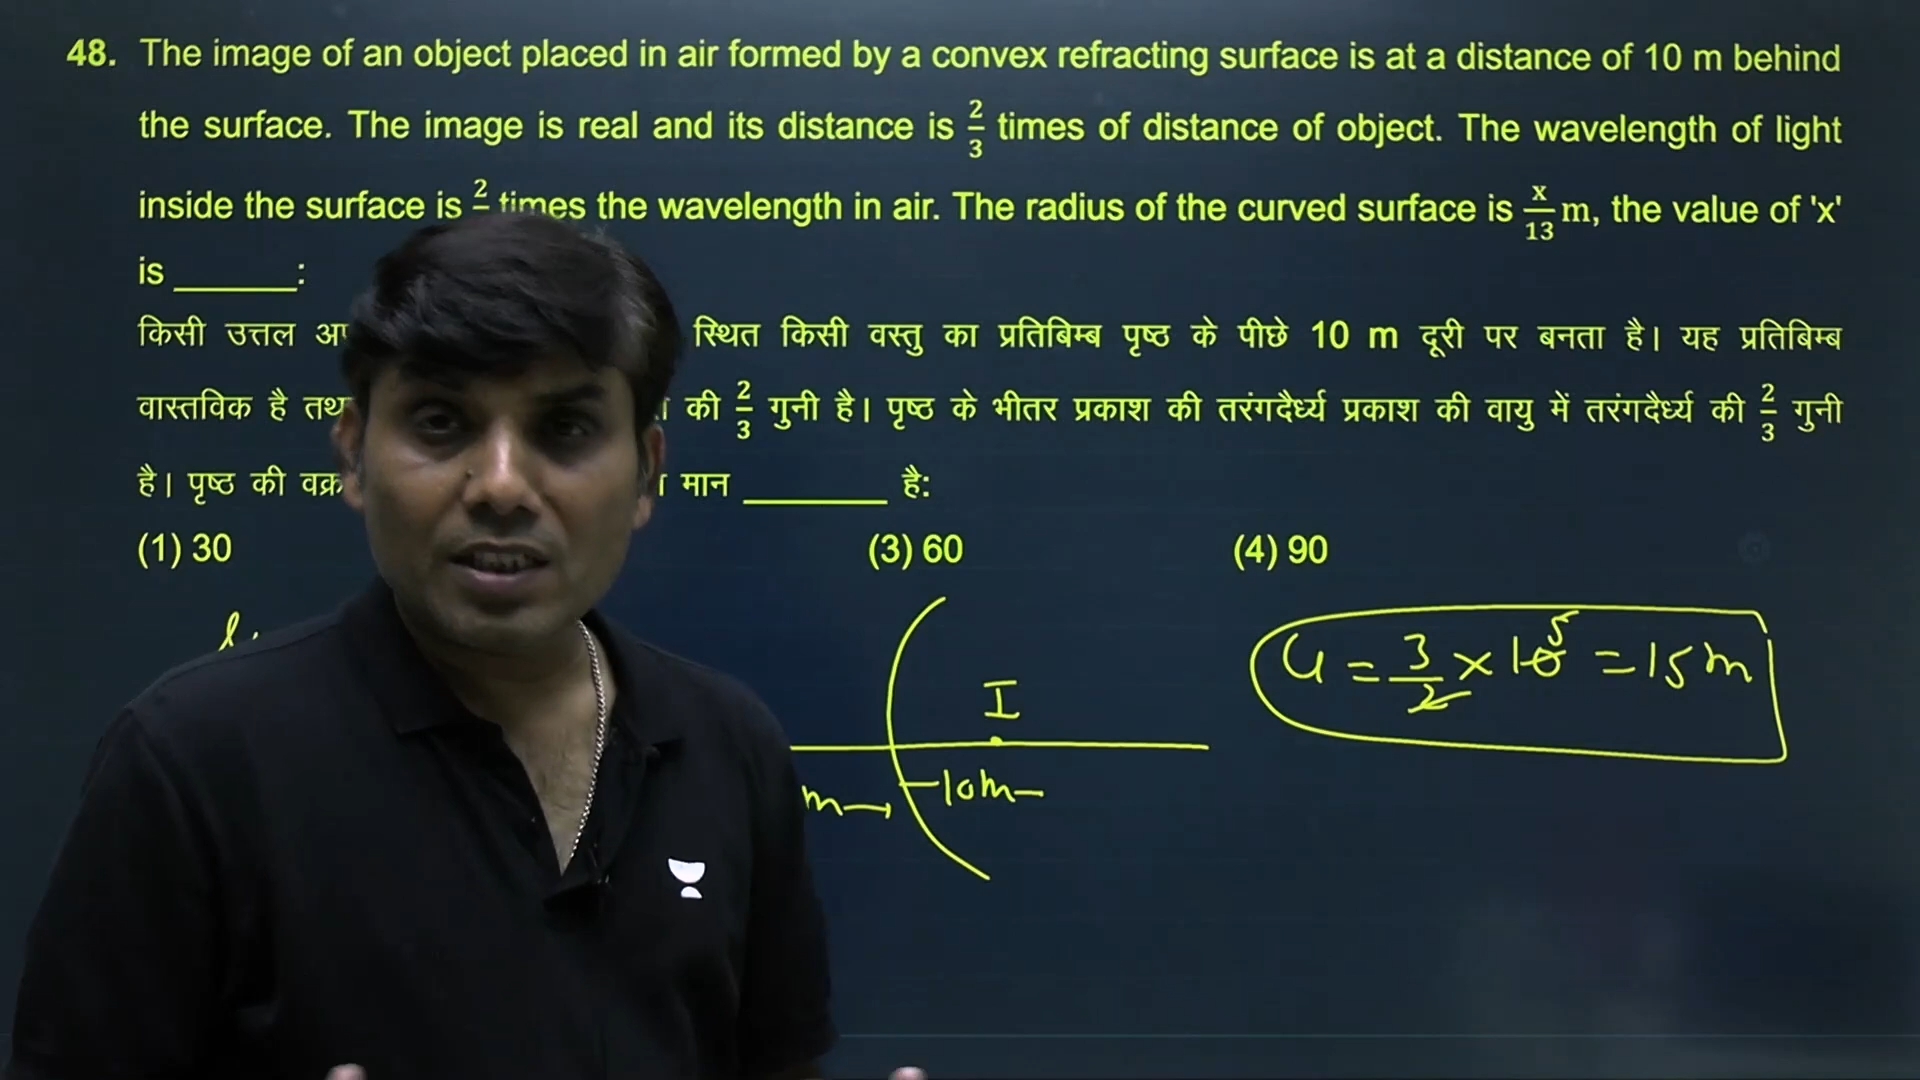 48. The image of an object placed in air formed by a convex refracting surface is at a distance of 10 m behind
the surface. The image is real and its distance is 2/3 times of distance of object. The wavelength of light
inside the surface is 2 times the wavelength in air. The radius of the curved surface is x/13 m, the value of 'x'
is ______:
किसी उत्तल स्थित किसी वस्तु का प्रतिबिम्ब पृष्ठ के पीछे 10 m दूरी पर बनता है। यह प्रतिबिम्ब
वास्तविक है की 2/3 गुनी है। पृष्ठ के भीतर प्रकाश की तरंगदैर्ध्य प्रकाश की वायु में तरंगदैर्ध्य की 2/3 गुनी
है। पृष्ठ की मान ________ है:
(1) 30 (3) 60 (4) 90
u = 3/2 × 10 5 = 15 m
I
m 10m